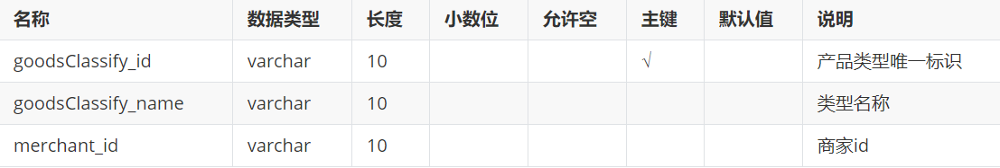 名称 数据类型 长度 小数位 允许空 主键 默认值 说明
goodsClassify_id varchar 10 √ 产品类型唯一标识
goodsClassify_name varchar 10 类型名称
merchant_id varchar 10 商家id